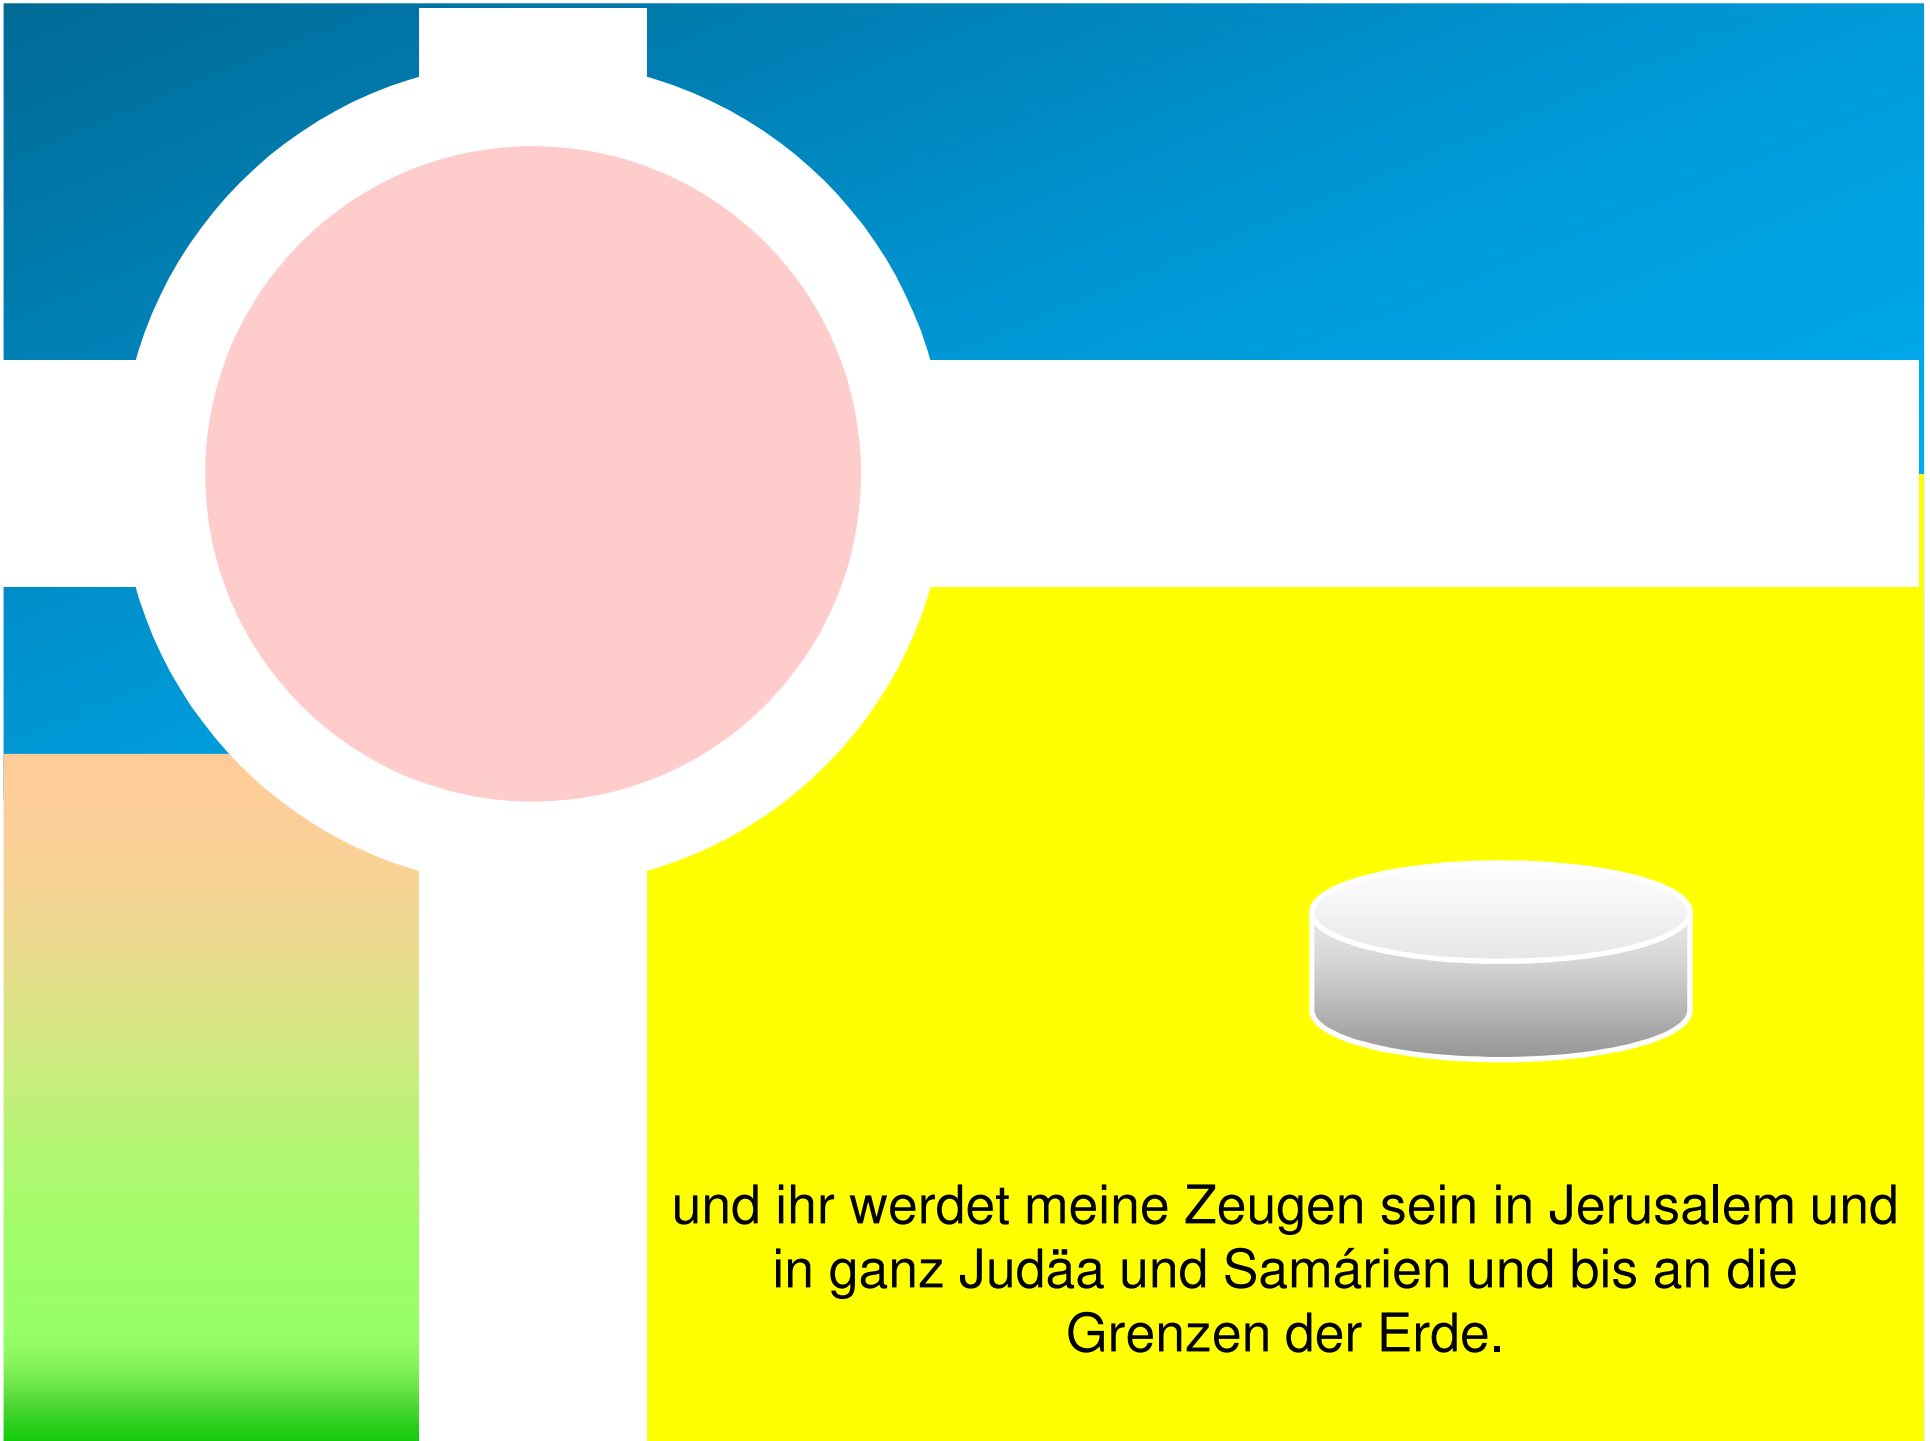 und ihr werdet meine Zeugen sein in Jerusalem und
in ganz Judäa und Samárien und bis an die
Grenzen der Erde.